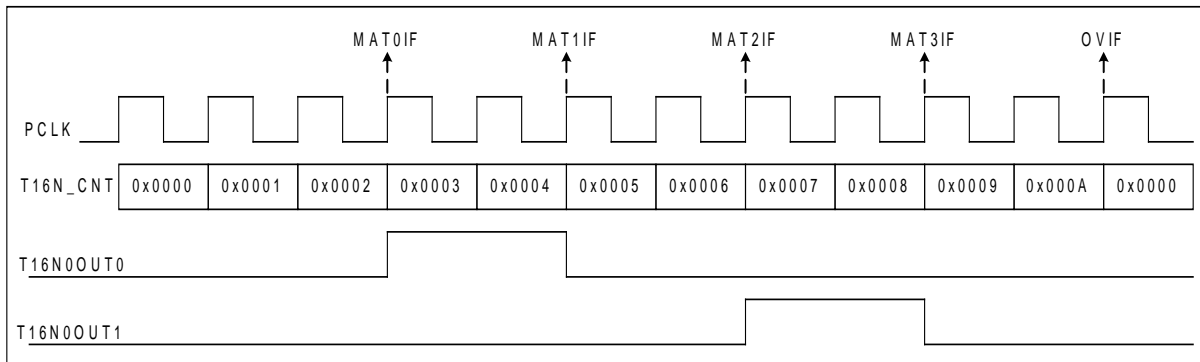 MAT0IF MAT1IF MAT2IF MAT3IF OVIF
PCLK
T16N_CNT 0x0000 0x0001 0x0002 0x0003 0x0004 0x0005 0x0006 0x0007 0x0008 0x0009 0x000A 0x0000
T16N0OUT0
T16N0OUT1